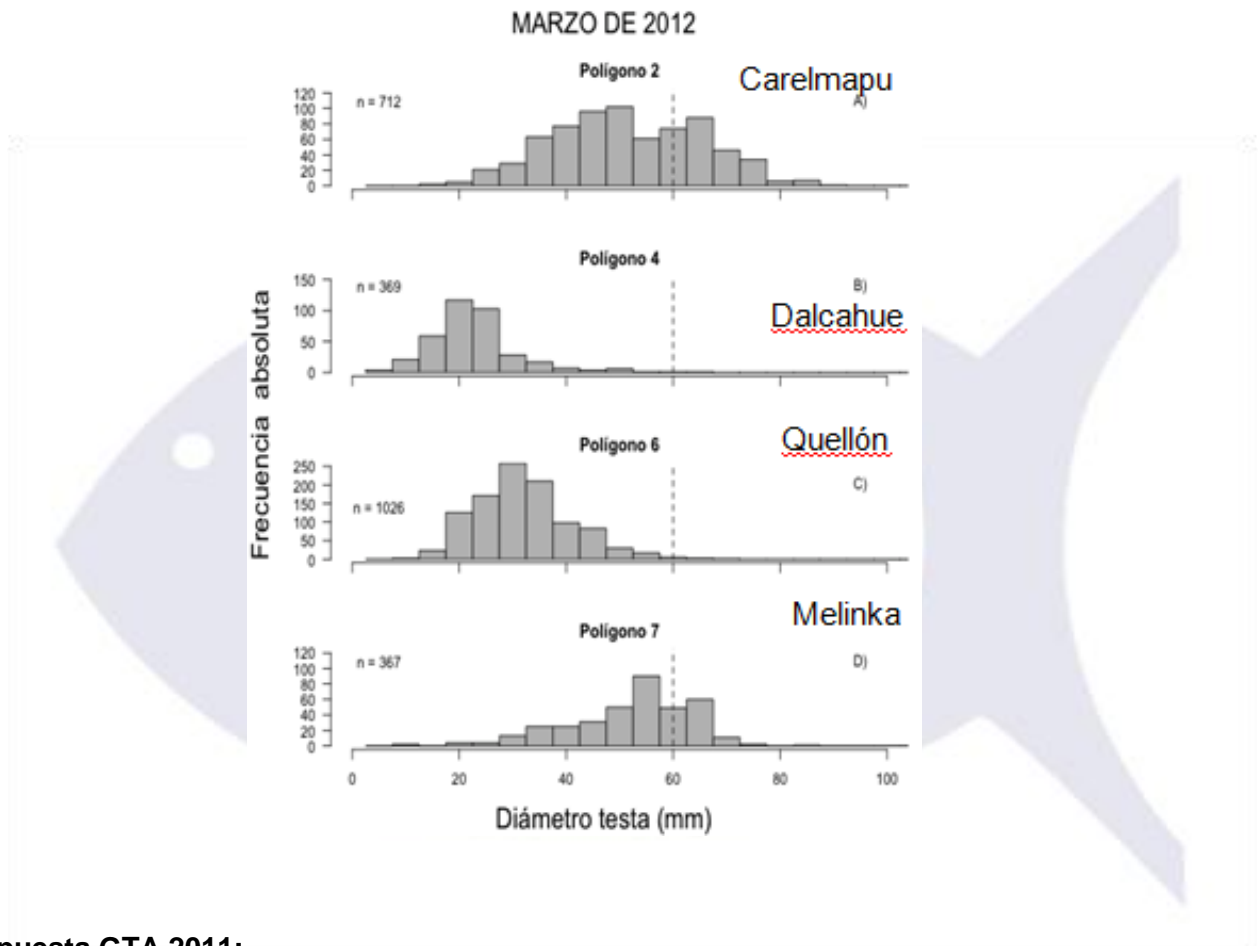 MARZO DE 2012
Polígono 2
Carelmapu
n = 712
A)
120
100
80
60
40
20
0
Polígono 4
n = 369
B)
Dalcahue
150
100
50
0
Frecuencia absoluta
Quellón
Polígono 6
n = 1026
C)
250
200
150
100
50
0
Melinka
Polígono 7
n = 367
D)
120
100
80
60
40
20
0
0 20 40 60 80 100
Diámetro testa (mm)
GTA 2011: